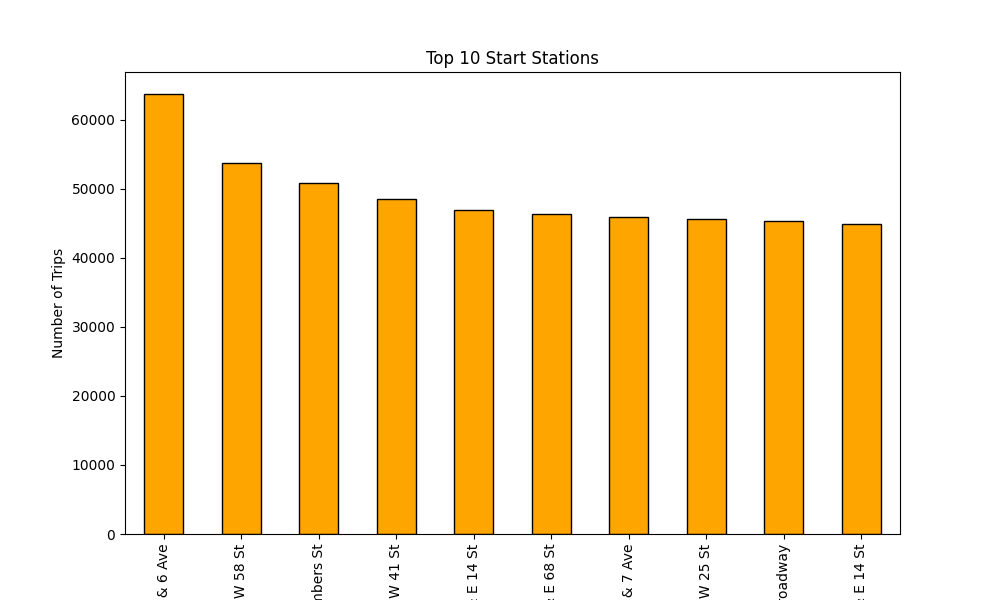 Top 10 Start Stations
Number of Trips
60000
50000
40000
30000
20000
10000
0
& 6 Ave
W 58 St
mbers St
W 41 St
E 14 St
E 68 St
& 7 Ave
W 25 St
roadway
E 14 St